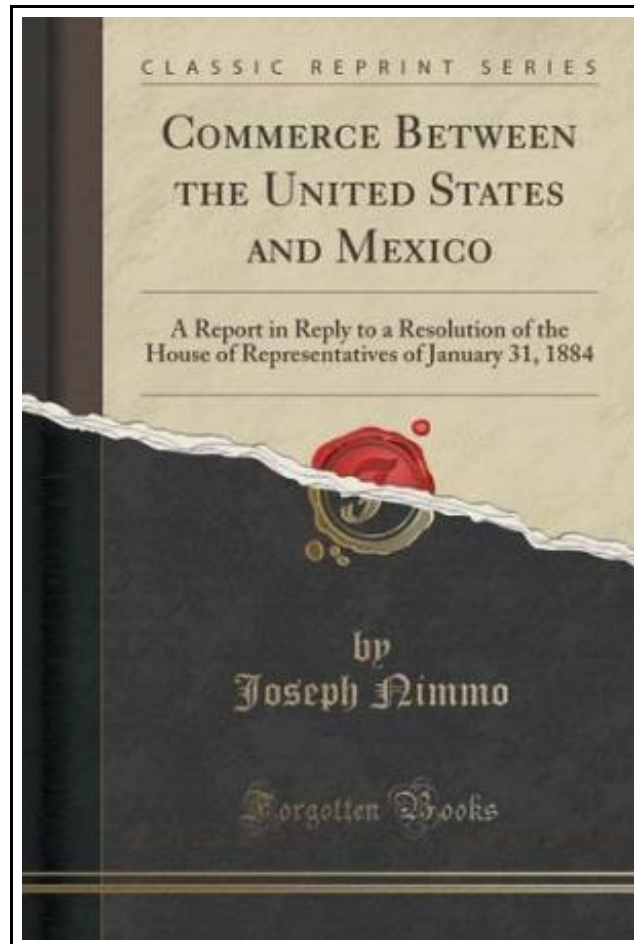 CLASSIC REPRINT SERIES
COMMERCE BETWEEN
THE UNITED STATES
AND MEXICO
A Report in Reply to a Resolution of the
House of Representatives of January 31, 1884
by
Joseph Nimmo
Forgotten Books